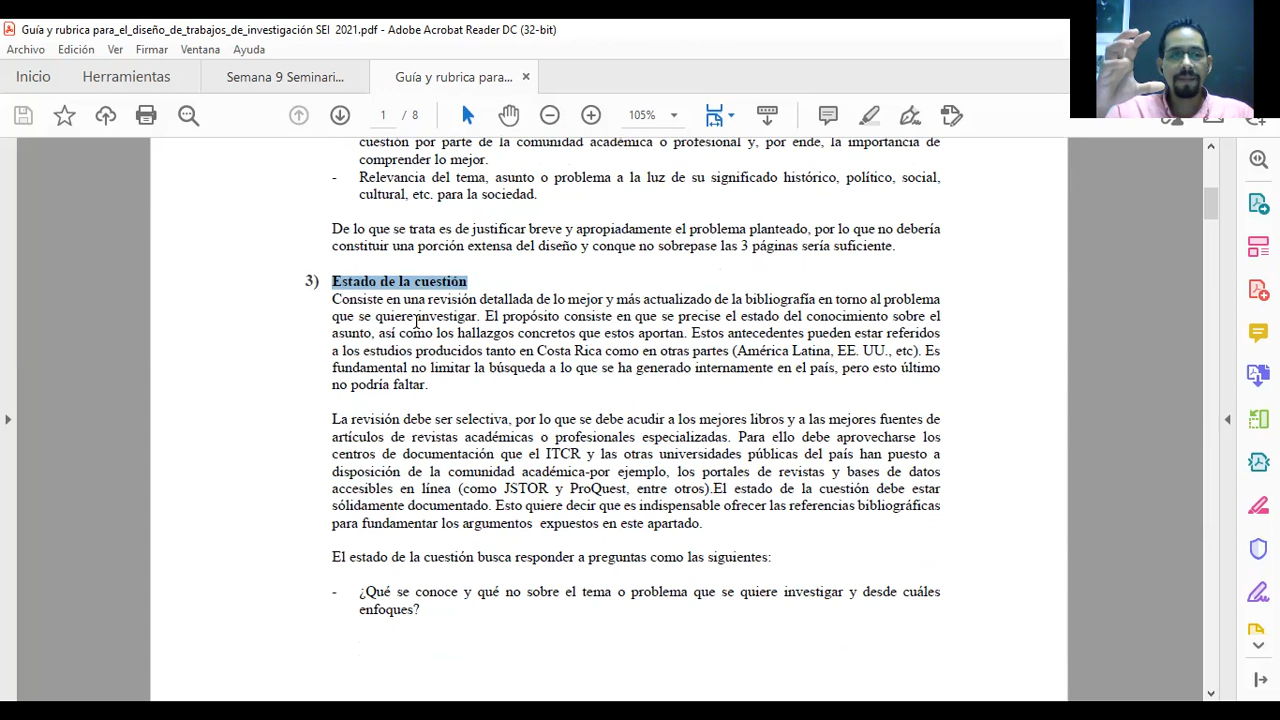 Guía y rubrica para_el_diseño_de_trabajos_de_investigación SEI 2021.pdf - Adobe Acrobat Reader DC (32-bit)
Archivo Edición Ver Firmar Ventana Ayuda
Inicio Herramientas Semana 9 Seminari... Guía y rubrica para... ×
1 / 8 105%
cuestión por parte de la comunidad académica o profesional y, por ende, la importancia de
comprender lo mejor.
- Relevancia del tema, asunto o problema a la luz de su significado histórico, político, social,
cultural, etc. para la sociedad.
De lo que se trata es de justificar breve y apropiadamente el problema planteado, por lo que no debería
constituir una porción extensa del diseño y conque no sobrepase las 3 páginas sería suficiente.
3) Estado de la cuestión
Consiste en una revisión detallada de lo mejor y más actualizado de la bibliografía en torno al problema
que se quiere investigar. El propósito consiste en que se precise el estado del conocimiento sobre el
asunto, así como los hallazgos concretos que estos aportan. Estos antecedentes pueden estar referidos
a los estudios producidos tanto en Costa Rica como en otras partes (América Latina, EE. UU., etc). Es
fundamental no limitar la búsqueda a lo que se ha generado internamente en el país, pero esto último
no podría faltar.
La revisión debe ser selectiva, por lo que se debe acudir a los mejores libros y a las mejores fuentes de
artículos de revistas académicas o profesionales especializadas. Para ello debe aprovecharse los
centros de documentación que el ITCR y las otras universidades públicas del país han puesto a
disposición de la comunidad académica-por ejemplo, los portales de revistas y bases de datos
accesibles en línea (como JSTOR y ProQuest, entre otros).El estado de la cuestión debe estar
sólidamente documentado. Esto quiere decir que es indispensable ofrecer las referencias bibliográficas
para fundamentar los argumentos expuestos en este apartado.
El estado de la cuestión busca responder a preguntas como las siguientes:
- ¿Qué se conoce y qué no sobre el tema o problema que se quiere investigar y desde cuáles
enfoques?